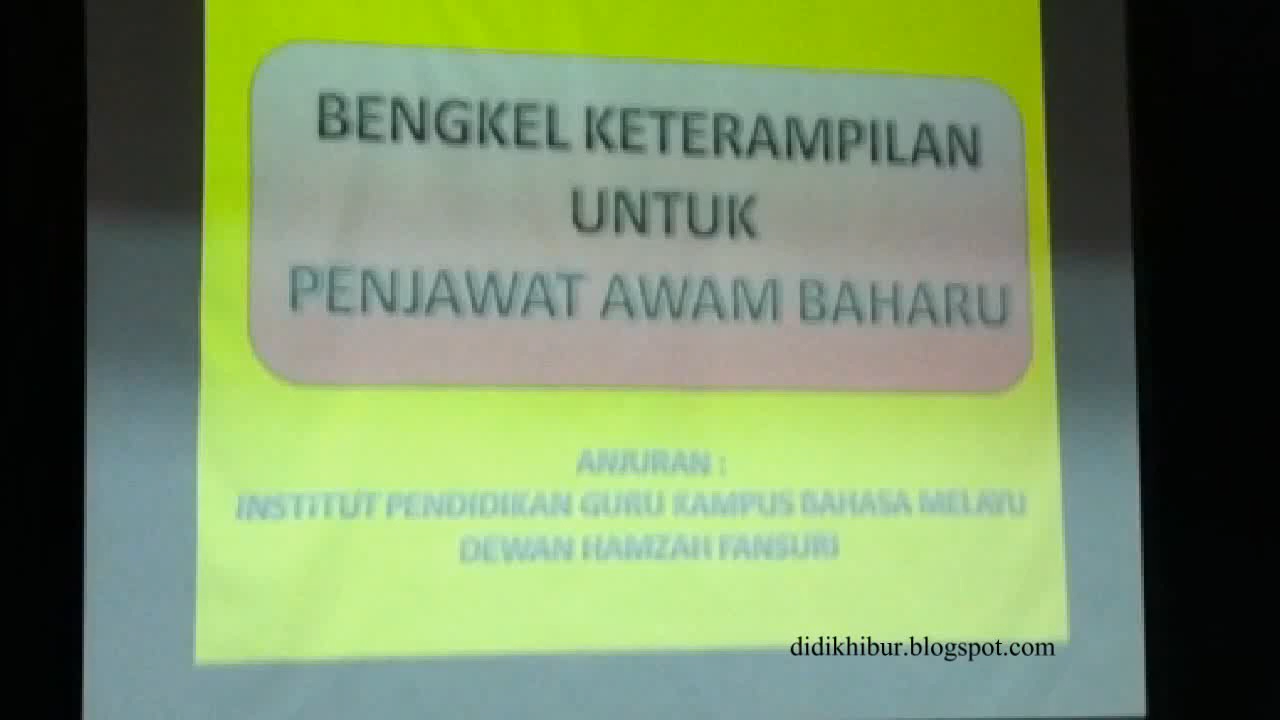 BENGKEL KETERAMPILAN
UNTUK
PENJAWAT AWAM BAHARU
ANJURAN :
INSTITUT PENDIDIKAN GURU KAMPUS BAHASA MELAYU
DEWAN HAMZAH FANSURI
didikhibur.blogspot.com